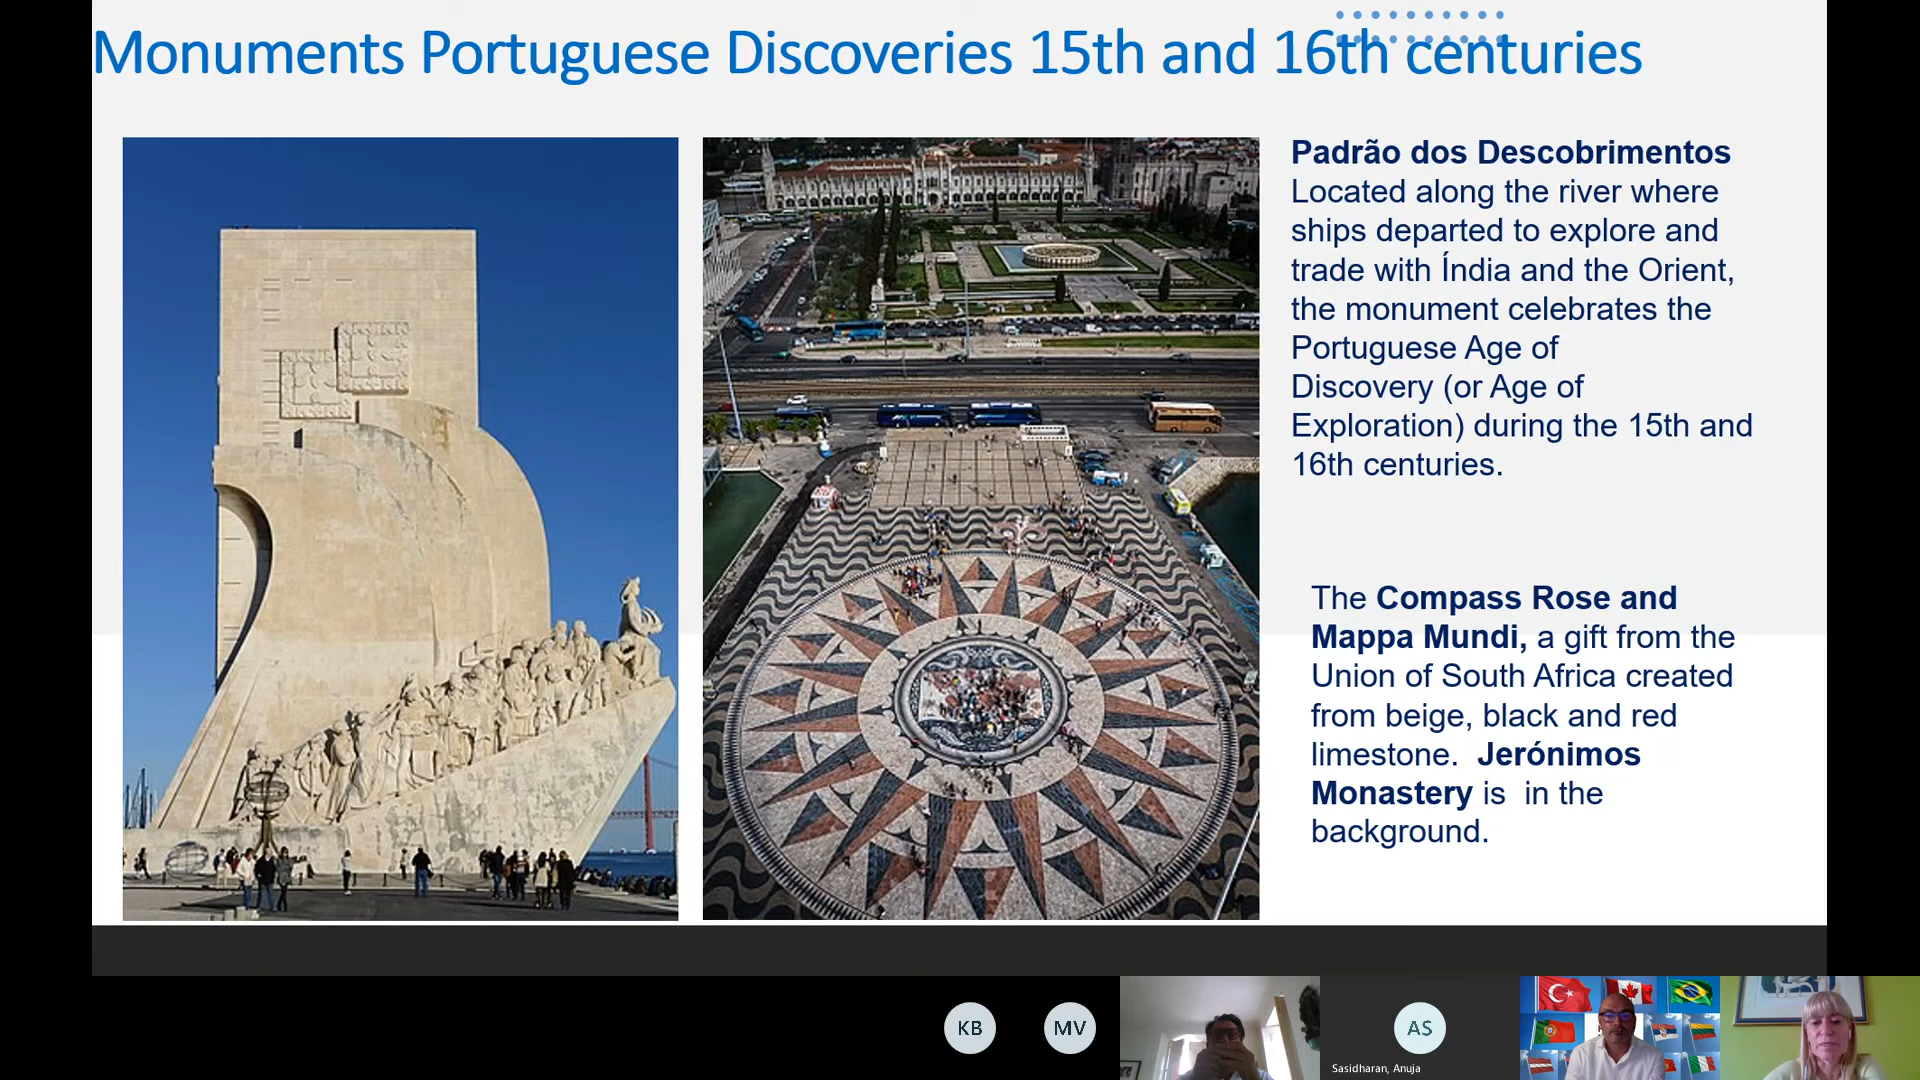 Monuments Portuguese Discoveries 15th and 16th centuries
Padrão dos Descobrimentos
Located along the river where
ships departed to explore and
trade with Índia and the Orient,
the monument celebrates the
Portuguese Age of
Discovery (or Age of
Exploration) during the 15th and
16th centuries.
The Compass Rose and
Mappa Mundi, a gift from the
Union of South Africa created
from beige, black and red
limestone.  Jerónimos
Monastery is  in the
background.
KB
MV
AS
Sasidharan, Anuja